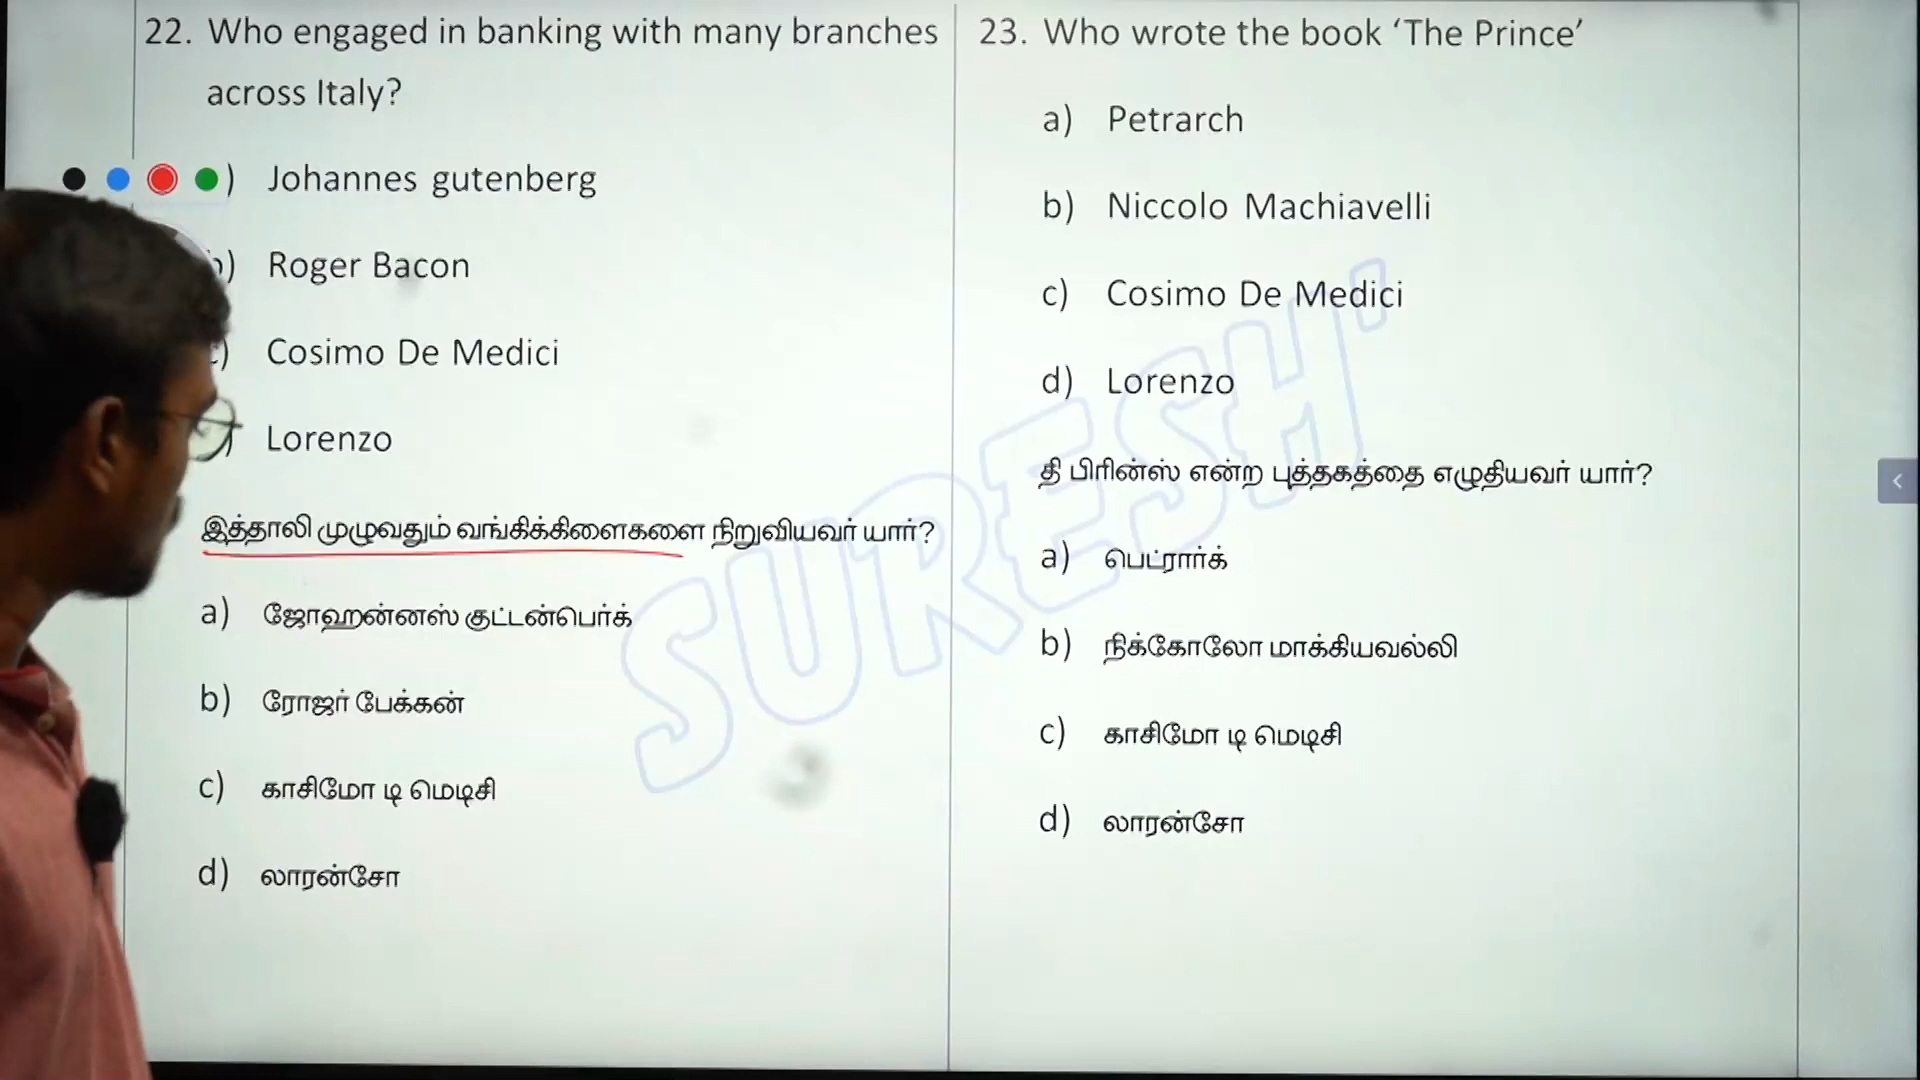 22. Who engaged in banking with many branches
across Italy?
) Johannes gutenberg
b) Roger Bacon
c) Cosimo De Medici
Lorenzo
இத்தாலி முழுவதும் வங்கிக்கிளைகளை நிறுவியவர் யார்?
a) ஜோஹன்னஸ் குட்டன்பெர்க்
b) ரோஜர் பேக்கன்
c) காசிமோ டி மெடிசி
d) லாரன்சோ
23. Who wrote the book ‘The Prince’
a) Petrarch
b) Niccolo Machiavelli
c) Cosimo De Medici
d) Lorenzo
தி பிரின்ஸ் என்ற புத்தகத்தை எழுதியவர் யார்?
a) பெட்ரார்க்
b) நிக்கோலோ மாக்கியவல்லி
c) காசிமோ டி மெடிசி
d) லாரன்சோ
SURESH'